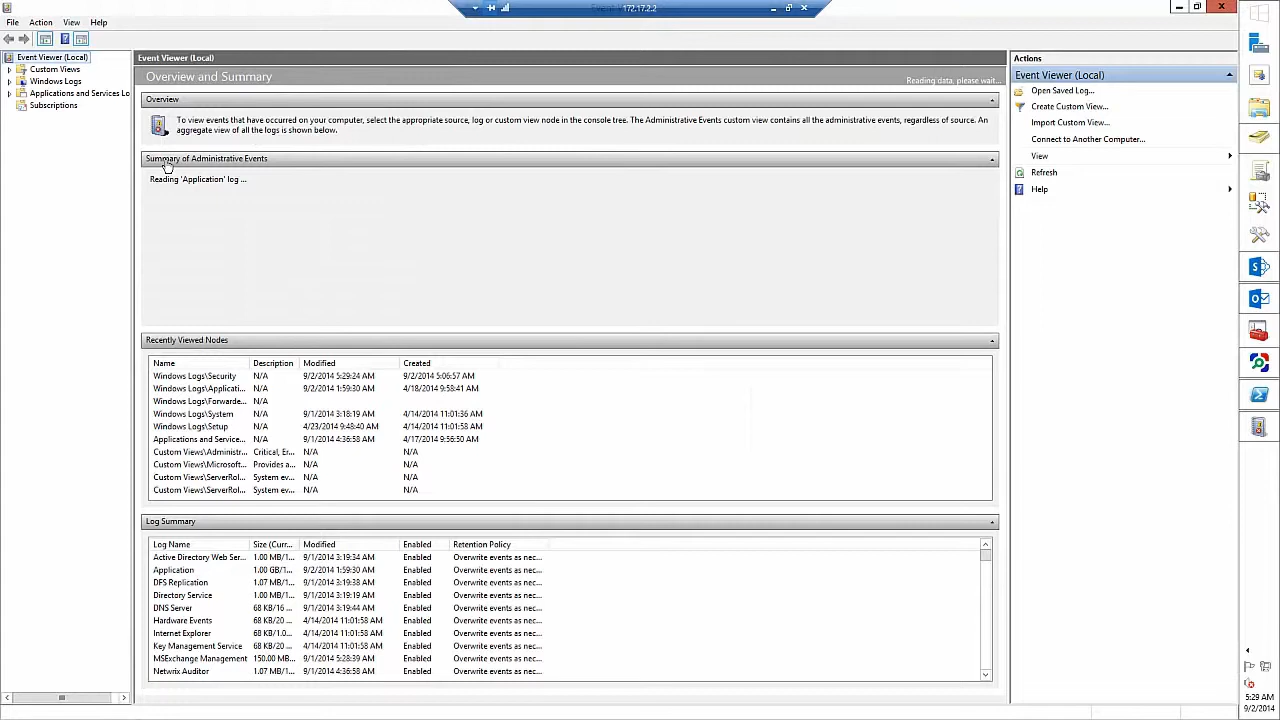 172.17.2.2
File Action View Help
Event Viewer (Local)
Custom Views
Windows Logs
Applications and Services Lo
Subscriptions
Event Viewer (Local)
Overview and Summary
Reading data, please wait...
Overview
To view events that have occurred on your computer, select the appropriate source, log or custom view node in the console tree. The Administrative Events custom view contains all the administrative events, regardless of source. An
aggregate view of all the logs is shown below.
Summary of Administrative Events
Reading 'Application' log ...
Recently Viewed Nodes
Name Description Modified Created
Windows Logs\Security N/A 9/2/2014 5:29:24 AM 9/2/2014 5:06:57 AM
Windows Logs\Applicati... N/A 9/2/2014 1:59:30 AM 4/18/2014 9:58:41 AM
Windows Logs\Forwarde... N/A
Windows Logs\System N/A 9/1/2014 3:18:19 AM 4/14/2014 11:01:36 AM
Windows Logs\Setup N/A 4/23/2014 9:48:40 AM 4/14/2014 11:01:58 AM
Applications and Service... N/A 9/1/2014 4:36:58 AM 4/17/2014 9:56:50 AM
Custom Views\Administr... Critical, Er... N/A N/A
Custom Views\Microsoft... Provides a... N/A N/A
Custom Views\ServerRol... System ev... N/A N/A
Custom Views\ServerRol... System ev... N/A N/A
Log Summary
Log Name Size (Curr... Modified Enabled Retention Policy
Active Directory Web Ser... 1.00 MB/1... 9/1/2014 3:19:34 AM Enabled Overwrite events as nec...
Application 1.00 GB/1... 9/2/2014 1:59:30 AM Enabled Overwrite events as nec...
DFS Replication 1.07 MB/1... 9/1/2014 3:19:38 AM Enabled Overwrite events as nec...
Directory Service 1.07 MB/1... 9/1/2014 3:19:19 AM Enabled Overwrite events as nec...
DNS Server 68 KB/16 ... 9/1/2014 3:19:44 AM Enabled Overwrite events as nec...
Hardware Events 68 KB/20 ... 4/14/2014 11:01:58 AM Enabled Overwrite events as nec...
Internet Explorer 68 KB/1.0... 4/14/2014 11:01:58 AM Enabled Overwrite events as nec...
Key Management Service 68 KB/20 ... 4/14/2014 11:01:58 AM Enabled Overwrite events as nec...
MSExchange Management 150.00 MB... 9/1/2014 5:28:39 AM Enabled Overwrite events as nec...
Netwrix Auditor 1.07 MB/1... 9/1/2014 4:36:58 AM Enabled Overwrite events as nec...
Actions
Event Viewer (Local)
Open Saved Log...
Create Custom View...
Import Custom View...
Connect to Another Computer...
View
Refresh
Help
5:29 AM
9/2/2014